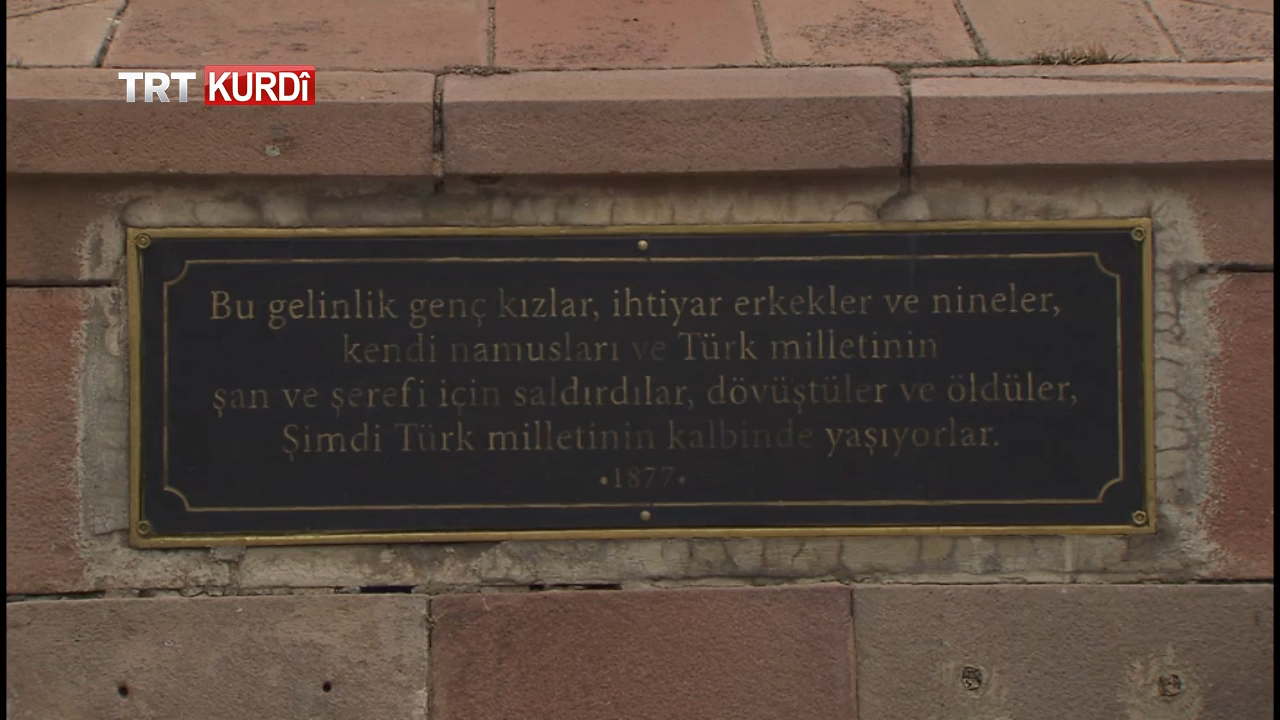 TRT KURDÎ
Bu gelinlik genç kızlar, ihtiyar erkekler ve nineler,
kendi namusları ve Türk milletinin
şan ve şerefi için saldırdılar, dövüştüler ve öldüler,
Şimdi Türk milletinin kalbinde yaşıyorlar.
•1877•